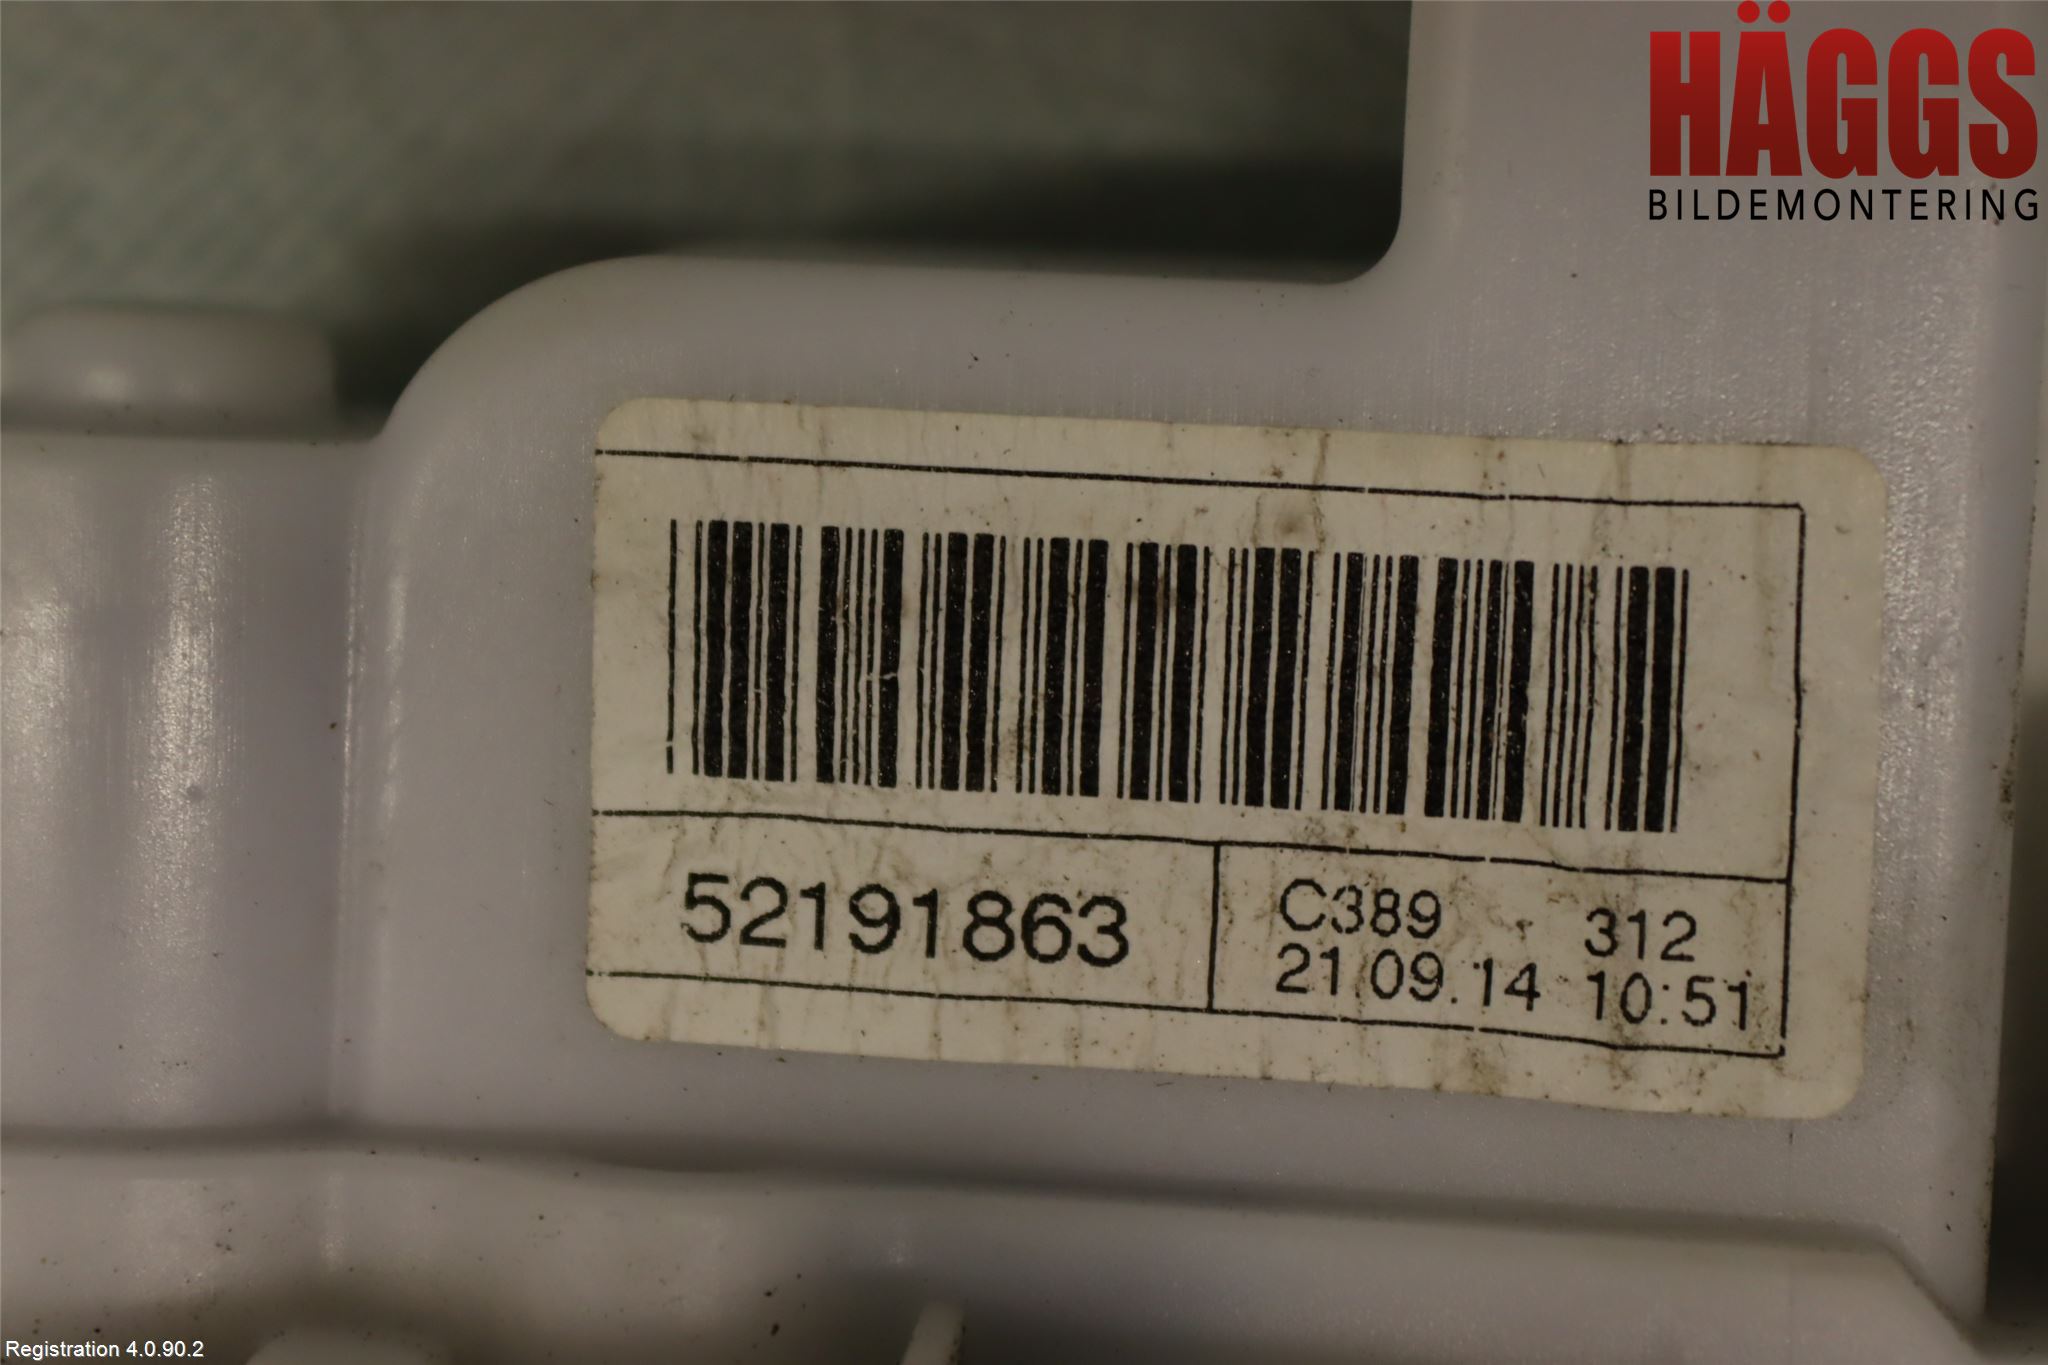 HÄGGS
BILDEMONTERING
52191863
C389 312
21.09.14 10:51
Registration 4.0.90.2